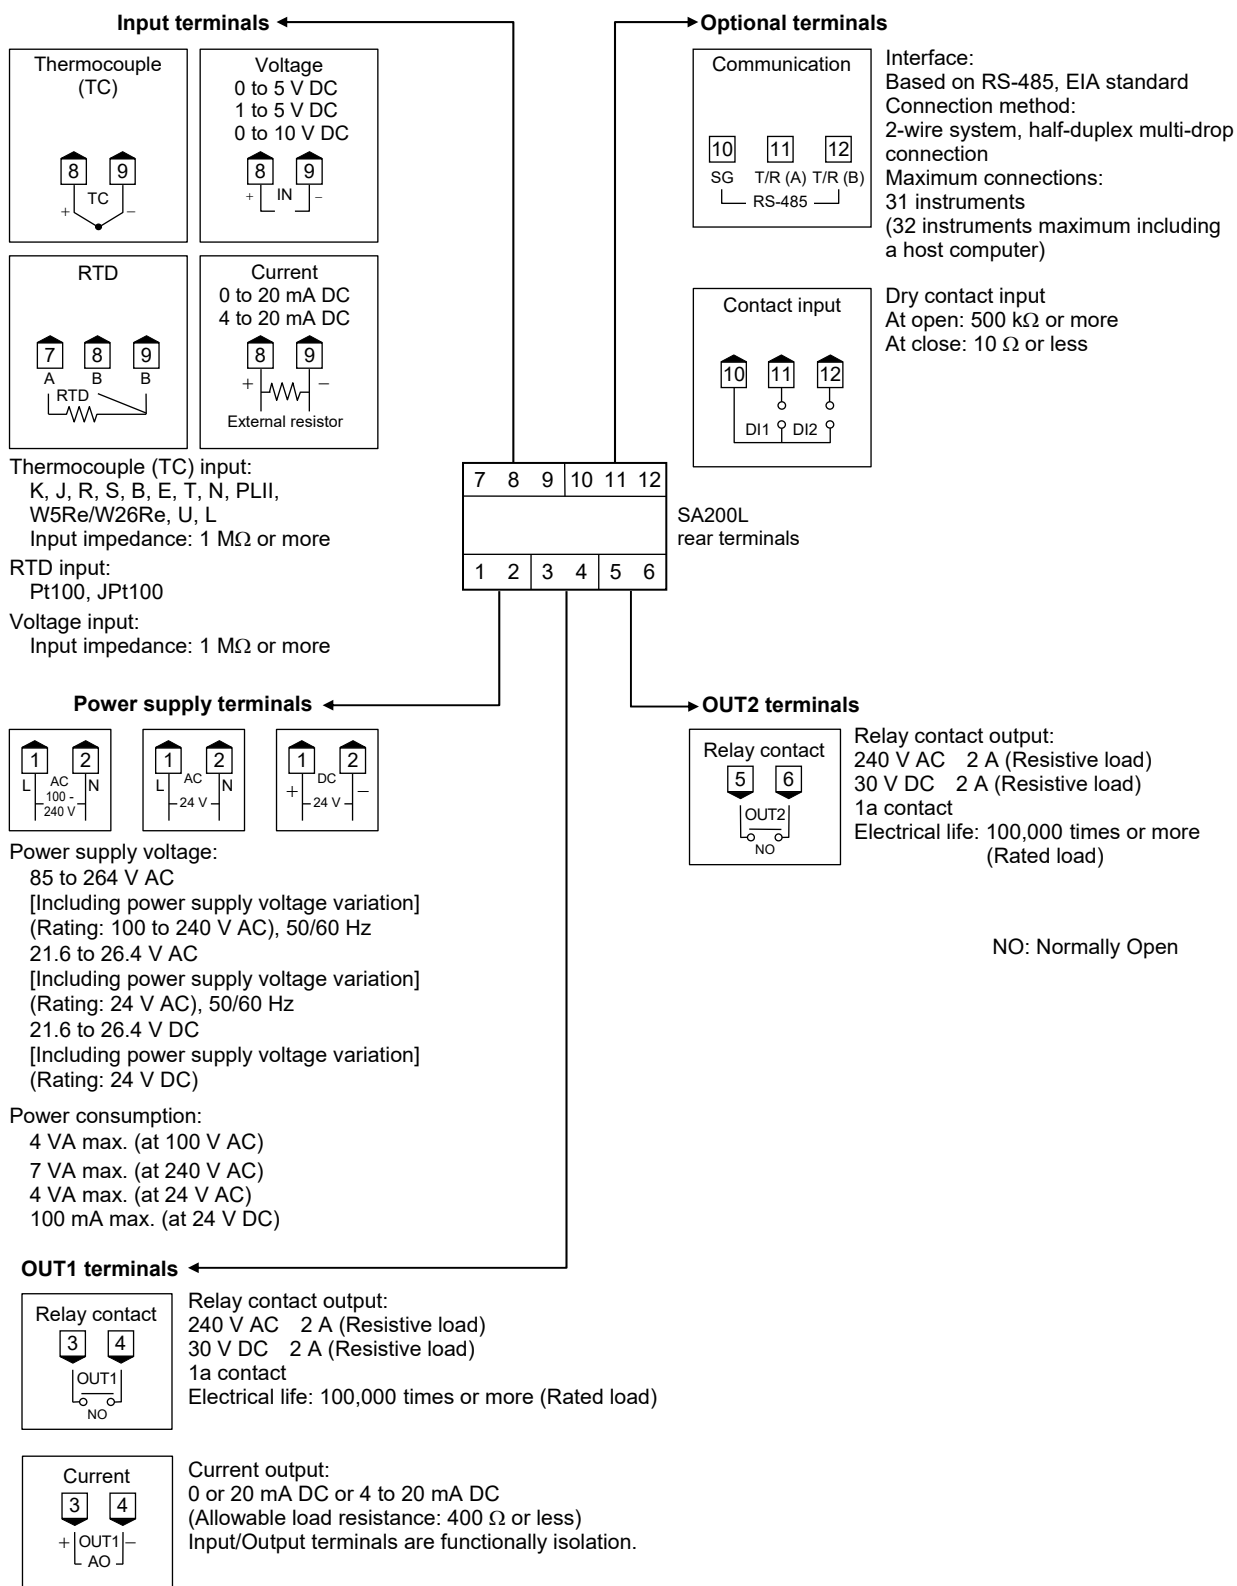 Input terminals
Optional terminals
Thermocouple
(TC)
8 9
TC
+ −
Voltage
0 to 5 V DC
1 to 5 V DC
0 to 10 V DC
8 9
+ IN −
RTD
7 8 9
A B B
RTD
Current
0 to 20 mA DC
4 to 20 mA DC
8 9
+ −
External resistor
Communication
10 11 12
SG T/R (A) T/R (B)
RS-485
Interface:
Based on RS-485, EIA standard
Connection method:
2-wire system, half-duplex multi-drop
connection
Maximum connections:
31 instruments
(32 instruments maximum including
a host computer)
Contact input
10 11 12
DI1 DI2
Dry contact input
At open: 500 kΩ or more
At close: 10 Ω or less
Thermocouple (TC) input:
K, J, R, S, B, E, T, N, PLII,
W5Re/W26Re, U, L
Input impedance: 1 MΩ or more
RTD input:
Pt100, JPt100
Voltage input:
Input impedance: 1 MΩ or more
7 8 9 10 11 12
1 2 3 4 5 6
SA200L
rear terminals
Power supply terminals
1 2
L AC N
100 -
240 V
1 2
L AC N
24 V
1 2
+ DC −
24 V
Power supply voltage:
85 to 264 V AC
[Including power supply voltage variation]
(Rating: 100 to 240 V AC), 50/60 Hz
21.6 to 26.4 V AC
[Including power supply voltage variation]
(Rating: 24 V AC), 50/60 Hz
21.6 to 26.4 V DC
[Including power supply voltage variation]
(Rating: 24 V DC)
Power consumption:
4 VA max. (at 100 V AC)
7 VA max. (at 240 V AC)
4 VA max. (at 24 V AC)
100 mA max. (at 24 V DC)
OUT2 terminals
Relay contact
5 6
OUT2
NO
Relay contact output:
240 V AC 2 A (Resistive load)
30 V DC 2 A (Resistive load)
1a contact
Electrical life: 100,000 times or more
(Rated load)
NO: Normally Open
OUT1 terminals
Relay contact
3 4
OUT1
NO
Relay contact output:
240 V AC 2 A (Resistive load)
30 V DC 2 A (Resistive load)
1a contact
Electrical life: 100,000 times or more (Rated load)
Current
3 4
+ OUT1 −
AO
Current output:
0 or 20 mA DC or 4 to 20 mA DC
(Allowable load resistance: 400 Ω or less)
Input/Output terminals are functionally isolation.